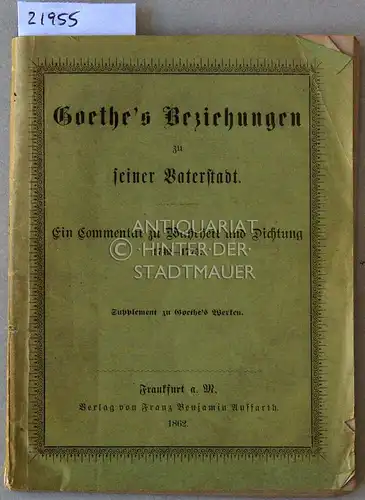 21955
Goethe's Beziehungen
zu
seiner Vaterstadt.
Ein Commentar zu Wahrheit und Dichtung
ANTIQUARIAT
HINTER DER
STADTMAUER
Supplement zu Goethe's Werken.
Frankfurt a. M.
Verlag von Franz Benjamin Auffarth.
1862